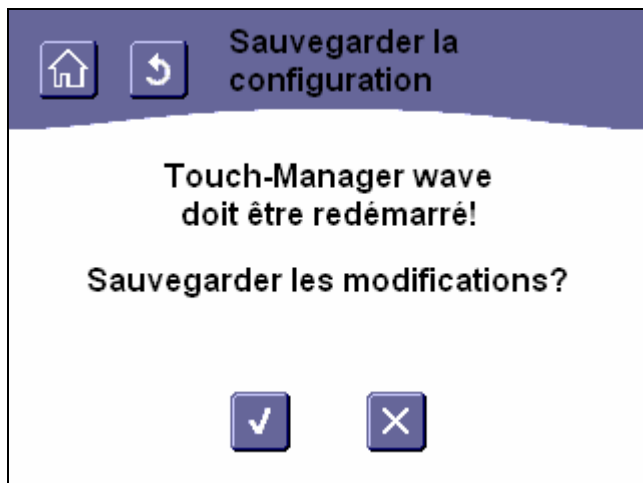 Sauvegarder la
configuration
Touch-Manager wave
doit être redémarré!
Sauvegarder les modifications?